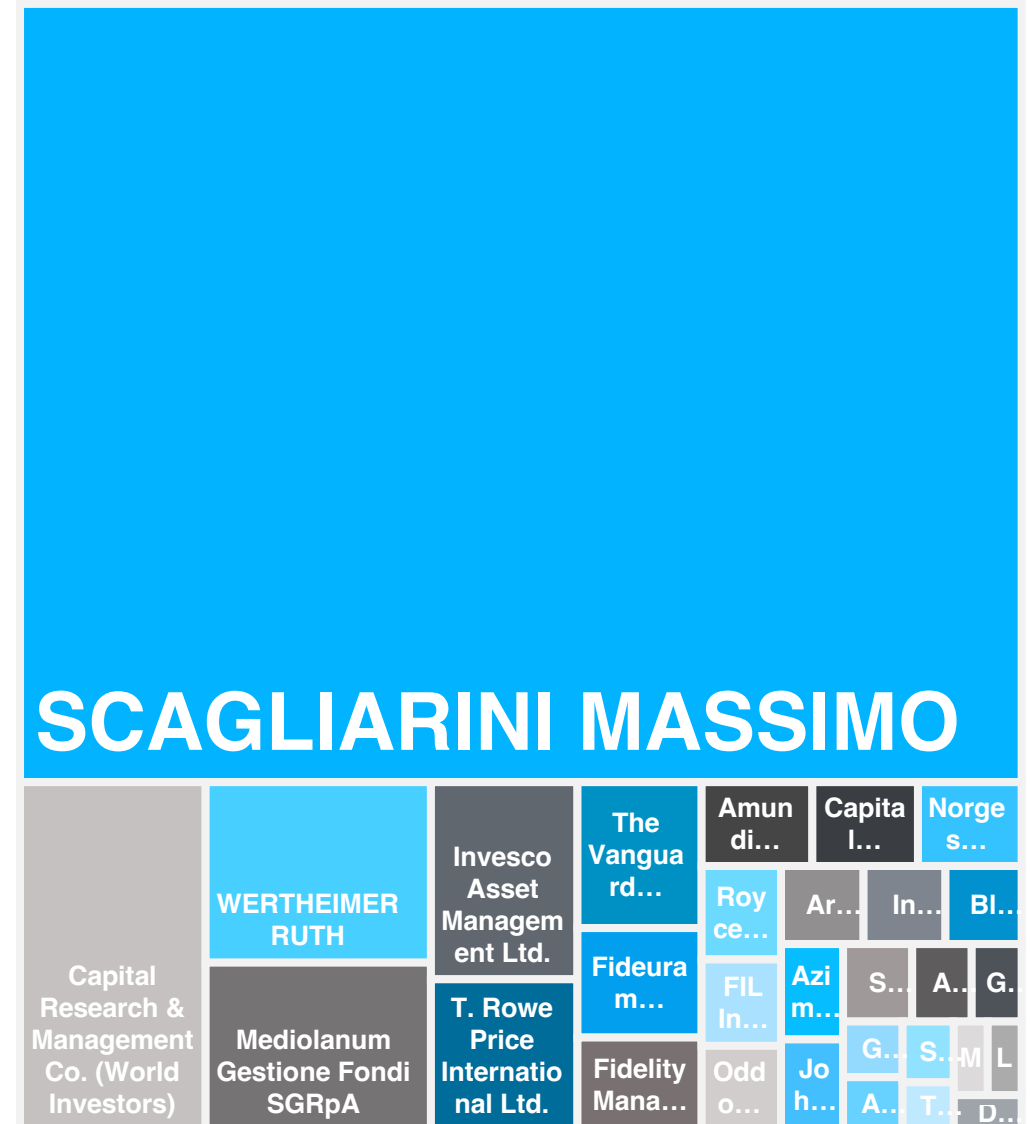 SCAGLIARINI MASSIMO
Capital
Research &
Management
Co. (World
Investors)
WERTHEIMER
RUTH
Mediolanum
Gestione Fondi
SGRpA
Invesco
Asset
Managem
ent Ltd.
T. Rowe
Price
Internatio
nal Ltd.
The
Vangua
rd...
Fideura
m...
Fidelity
Mana...
Amun
di...
Capita
l...
Norge
s...
Roy
ce...
FIL
In...
Odd
o...
Ar...
In...
Bl...
Azi
m...
Jo
h...
S...
A...
G...
G...
S...
M
L
A...
T...
D...